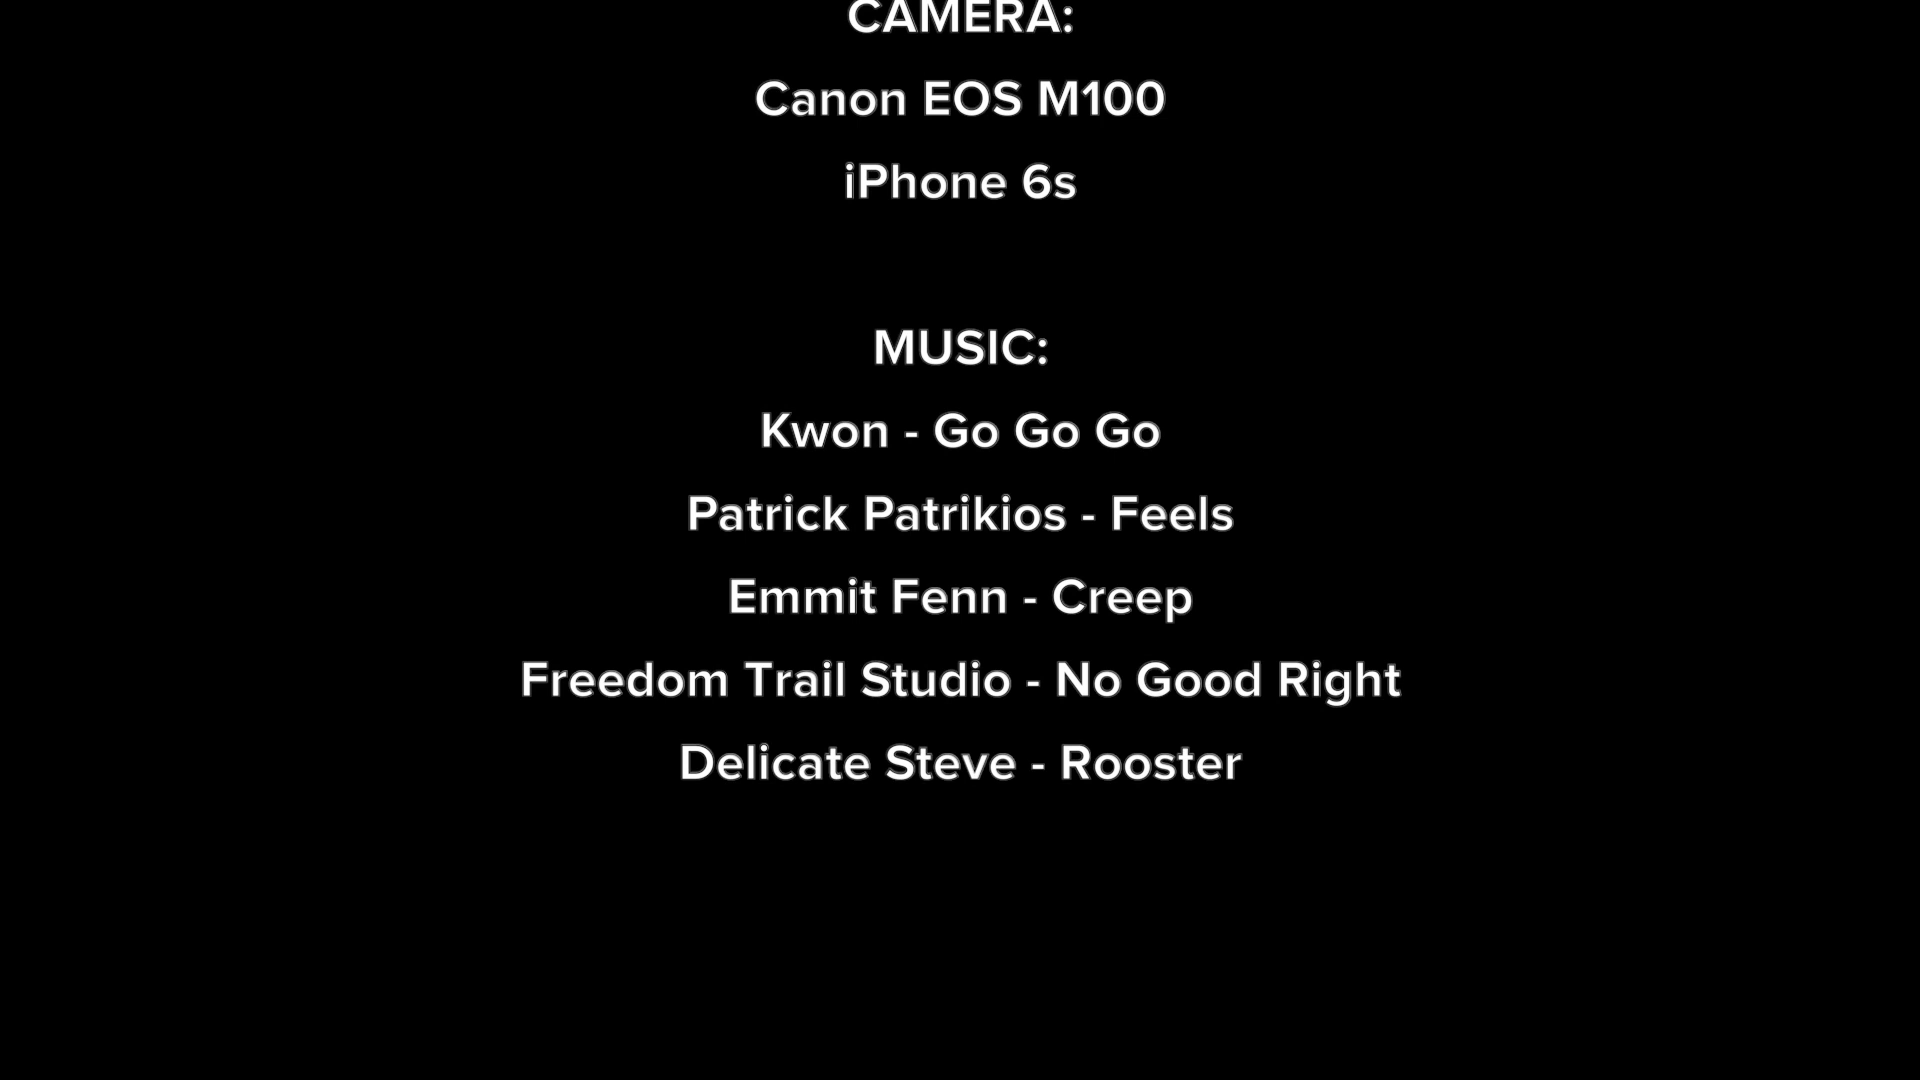 CAMERA:
Canon EOS M100
iPhone 6s
MUSIC:
Kwon - Go Go Go
Patrick Patrikios - Feels
Emmit Fenn - Creep
Freedom Trail Studio - No Good Right
Delicate Steve - Rooster